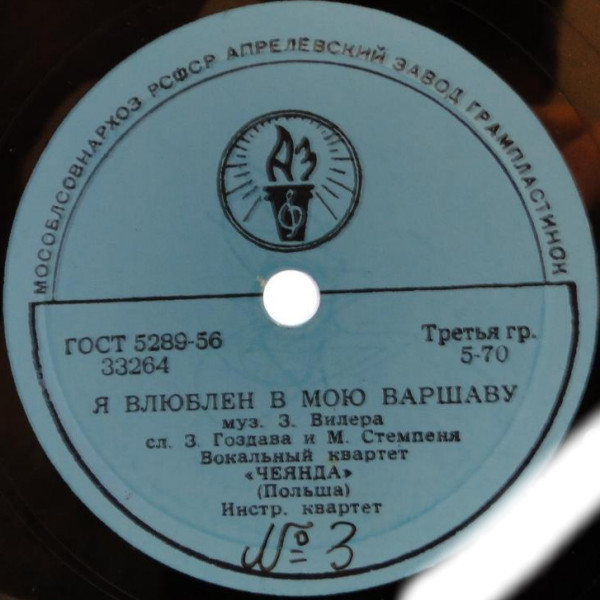 МОСОБЛСОВНАРХОЗ РСФСР АПРЕЛЕВСКИЙ ЗАВОД ГРАМПЛАСТИНОК
АЗ
ГОСТ 5289-56
33264
Третья гр.
5-70
Я ВЛЮБЛЕН В МОЮ ВАРШАВУ
муз. З. Вилера
сл. З. Гоздава и М. Стемпеня
Вокальный квартет
«ЧЕЯНДА»
(Польша)
Инстр. квартет
№ 3